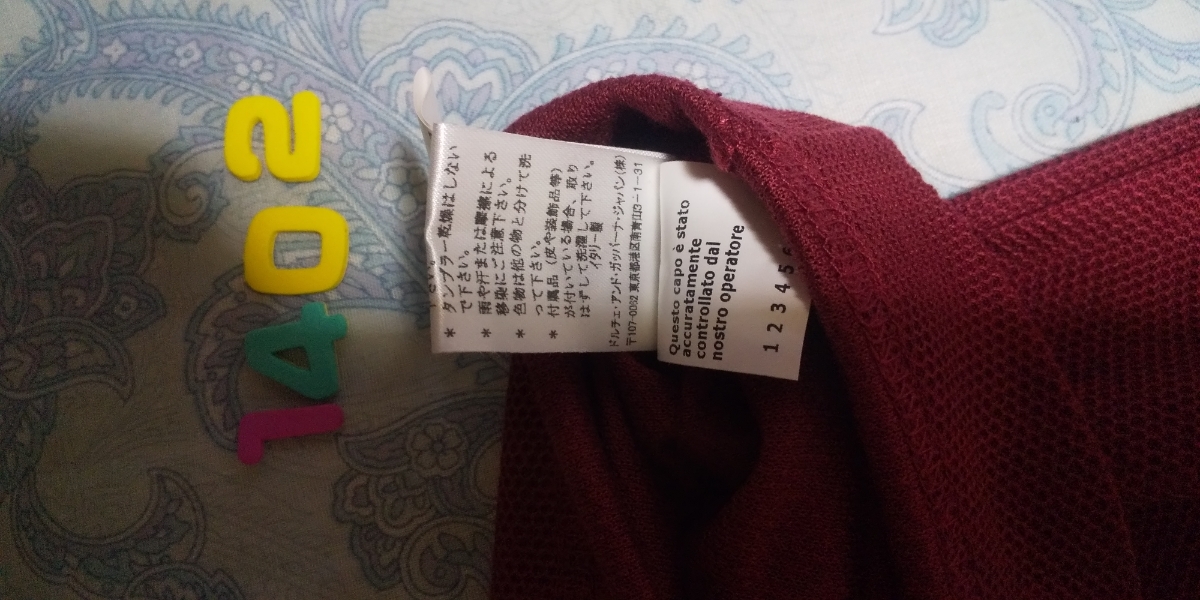 1402
さい。
* タンブラー乾燥はしない
で下さい。
* 雨や汗または摩擦による
移染にご注意下さい。
* 色物は他の物と分けて洗
って下さい。
* 付属品（皮や装飾品等）
が付いている場合、取り
はずして洗濯して下さい。
イタリー製
ドルチェ・アンド・ガッバーナ・ジャパン(株)
〒107-0062 東京都港区南青山3-1-31
Questo capo è stato
accuratamente
controllato dal
nostro operatore
1 2 3 4 5 6